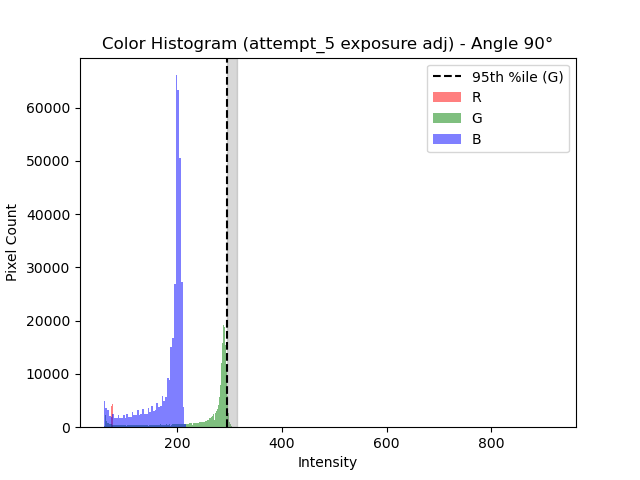 Color Histogram (attempt_5 exposure adj) - Angle 90°
95th %ile (G)
R
G
B
Pixel Count
60000
50000
40000
30000
20000
10000
0
200
400
600
800
Intensity